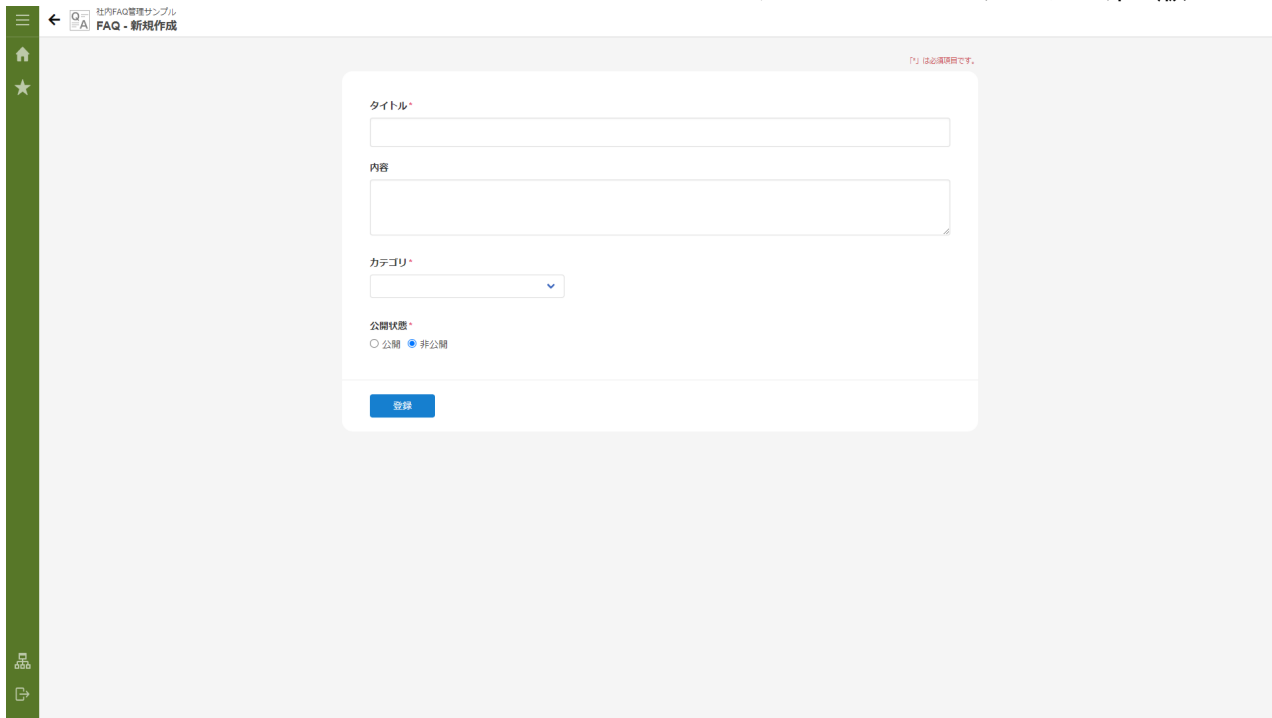 社内FAQ管理サンプル
FAQ - 新規作成
「*」は必須項目です。
タイトル*
内容
カテゴリ*
公開状態*
公開 非公開
登録